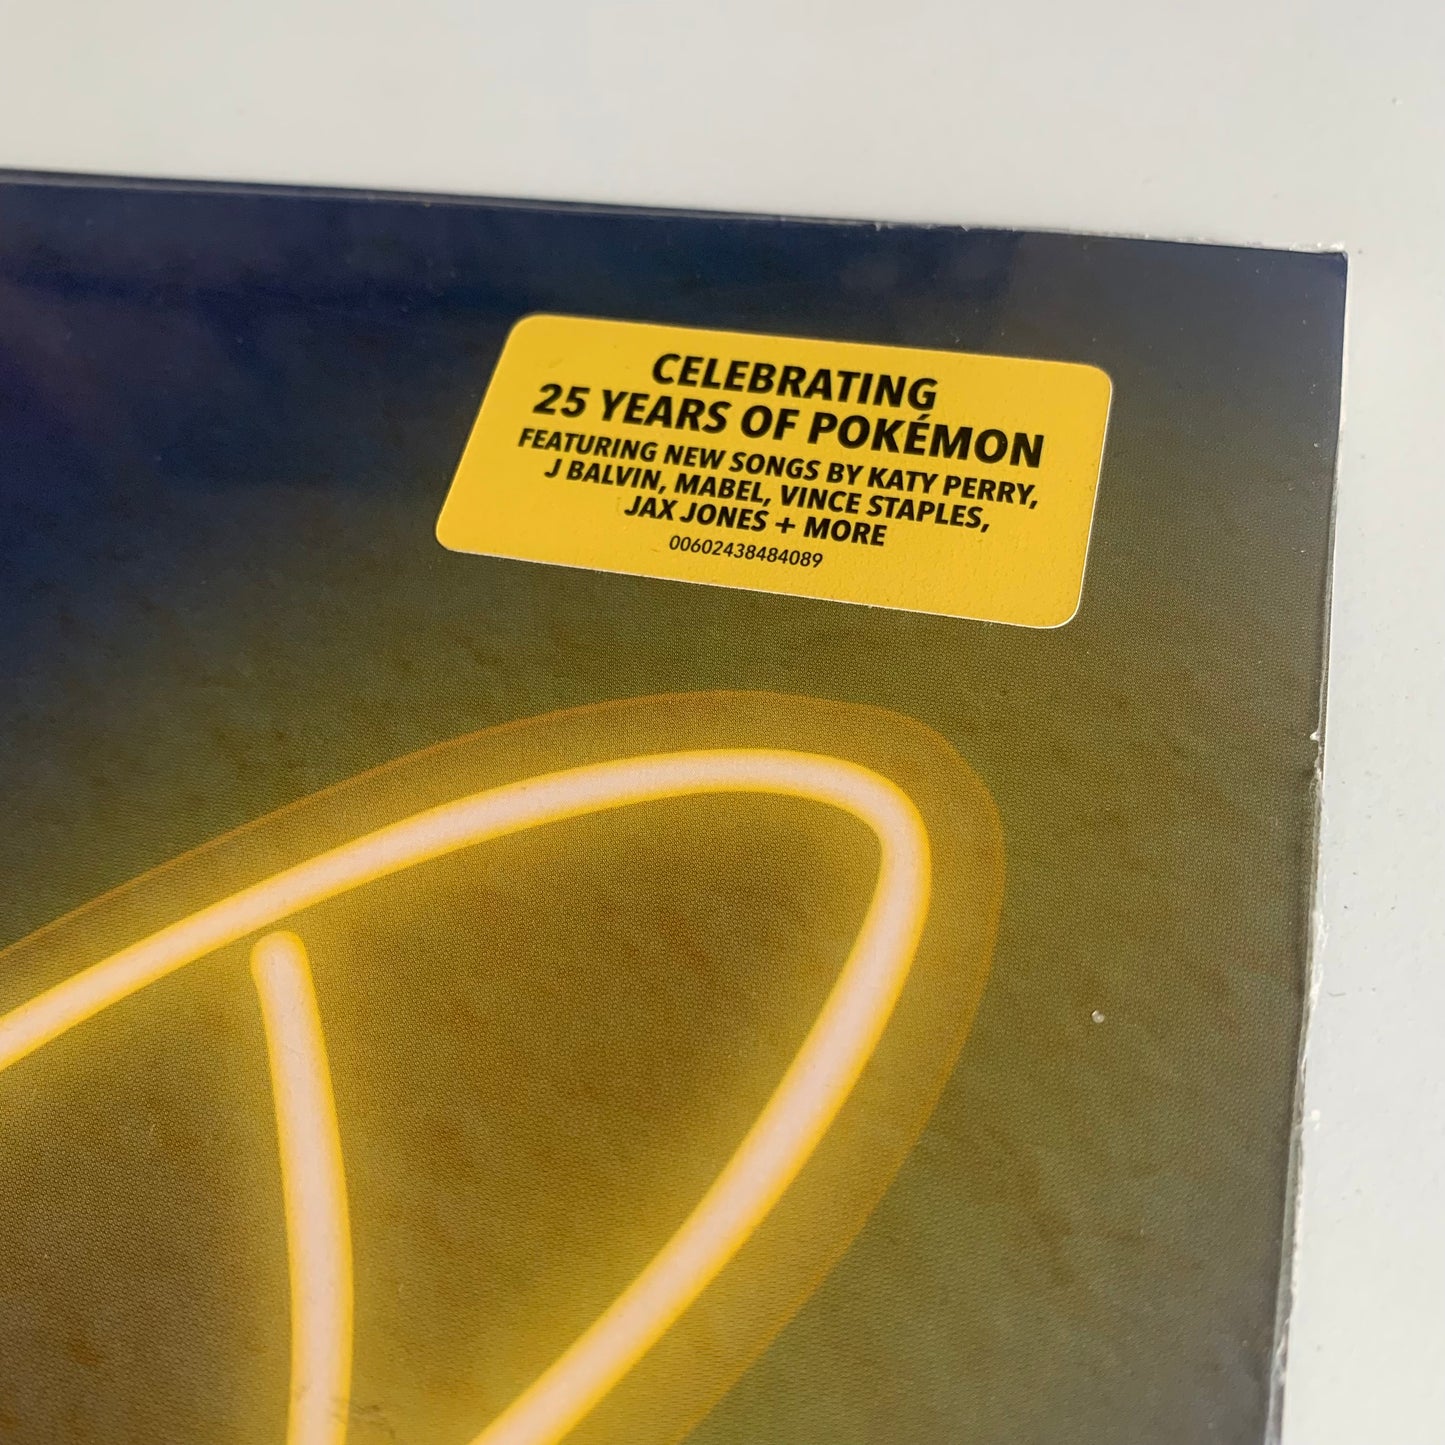 CELEBRATING
25 YEARS OF POKÉMON
FEATURING NEW SONGS BY KATY PERRY,
J BALVIN, MABEL, VINCE STAPLES,
JAX JONES + MORE
00602438484089